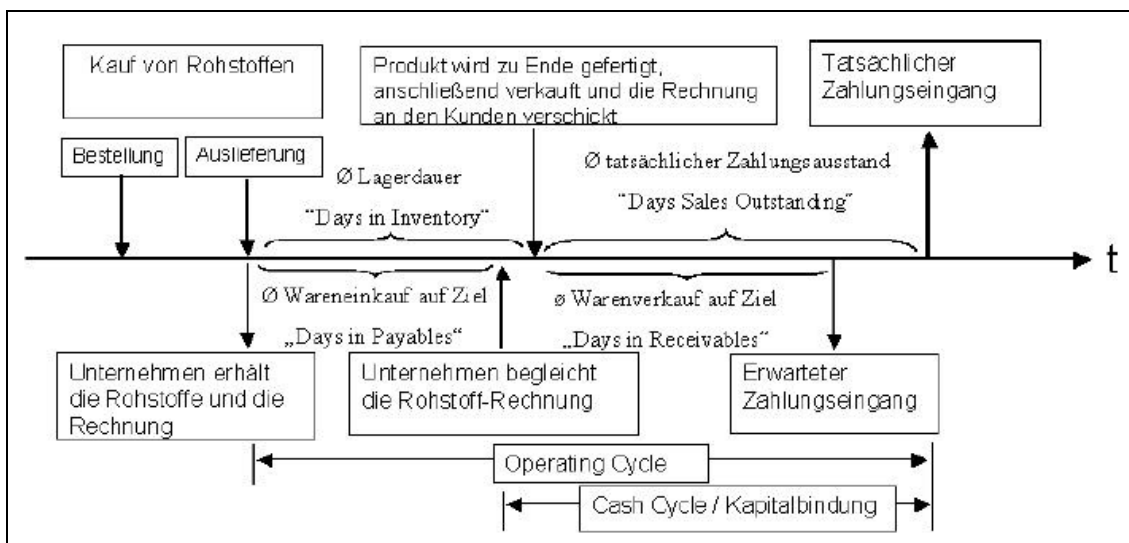 Kauf von Rohstoffen
Produkt wird zu Ende gefertigt,
anschließend verkauft und die Rechnung
an den Kunden verschickt
Tatsächlicher
Zahlungseingang
Bestellung
Auslieferung
Ø Lagerdauer
"Days in Inventory"
Ø tatsächlicher Zahlungsausstand
"Days Sales Outstanding"
t
Ø Wareneinkauf auf Ziel
„Days in Payables“
ø Warenverkauf auf Ziel
„Days in Receivables“
Unternehmen erhält
die Rohstoffe und die
Rechnung
Unternehmen begleicht
die Rohstoff-Rechnung
Erwarteter
Zahlungseingang
Operating Cycle
Cash Cycle / Kapitalbindung